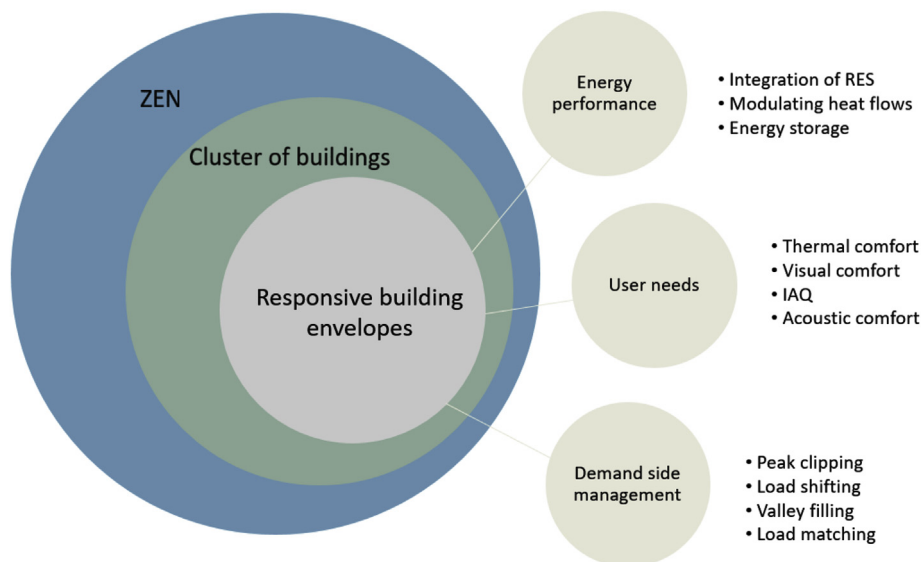 ZEN
Cluster of buildings
Responsive building
envelopes
Energy
performance
• Integration of RES
• Modulating heat flows
• Energy storage
User needs
• Thermal comfort
• Visual comfort
• IAQ
• Acoustic comfort
Demand side
management
• Peak clipping
• Load shifting
• Valley filling
• Load matching